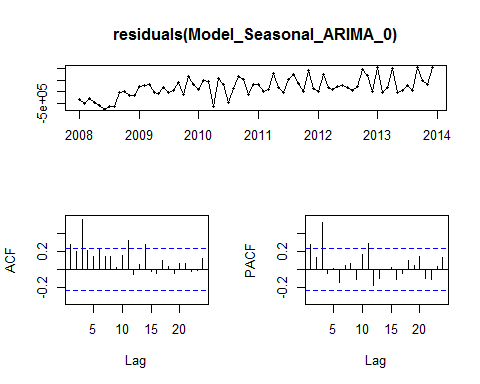 residuals(Model_Seasonal_ARIMA_0)
-5e+05
2008 2009 2010 2011 2012 2013 2014
ACF
0.2
-0.2
5 10 15 20
Lag
PACF
0.2
-0.2
5 10 15 20
Lag